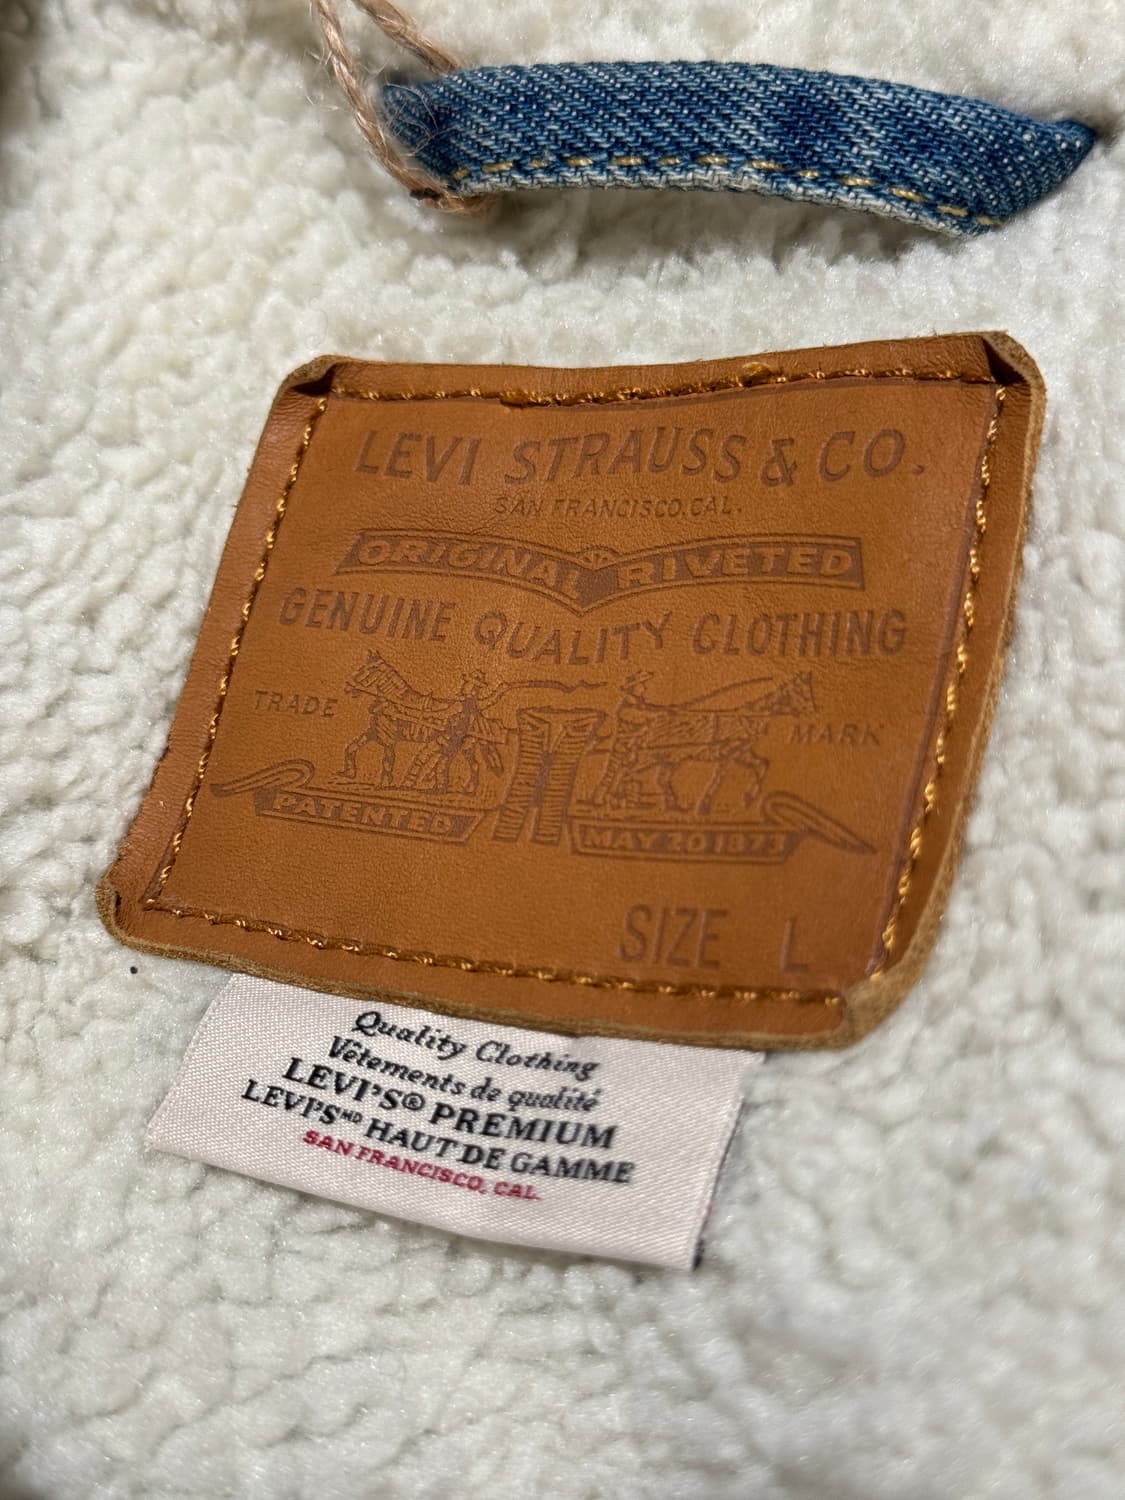 LEVI STRAUSS & CO.
SAN FRANCISCO, CAL.
ORIGINAL RIVETED
GENUINE QUALITY CLOTHING
TRADE MARK
PATENTED MAY 20 1873
SIZE L
Quality Clothing
Vêtements de qualité
LEVI'S® PREMIUM
LEVI'S MD HAUT DE GAMME
SAN FRANCISCO, CAL.